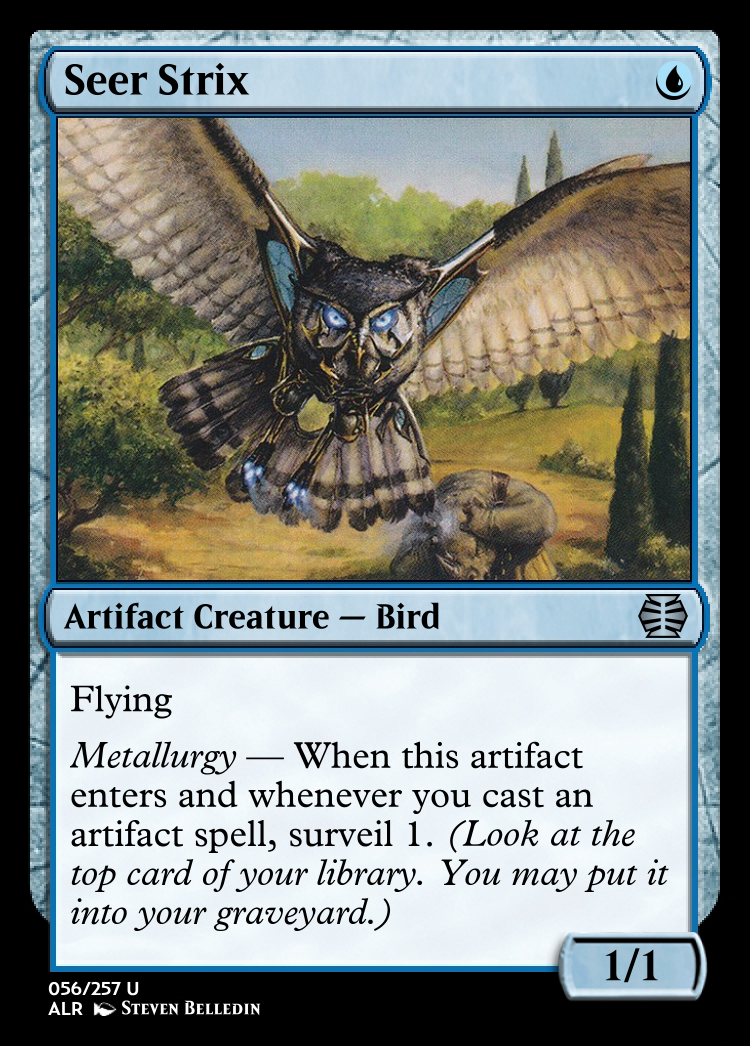 Seer Strix
Artifact Creature — Bird
Flying
Metallurgy — When this artifact
enters and whenever you cast an
artifact spell, surveil 1. (Look at the
top card of your library. You may put it
into your graveyard.)
1/1
056/257 U
ALR Steven Belledin